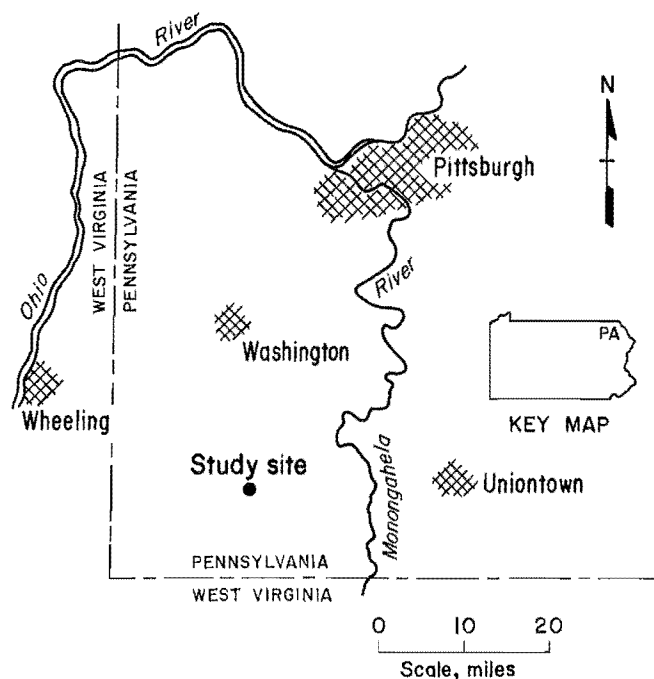 River
N
Pittsburgh
WEST VIRGINIA
PENNSYLVANIA
Ohio
River
Washington
PA
Wheeling
KEY MAP
Study site
Monongahela
Uniontown
PENNSYLVANIA
WEST VIRGINIA
0 10 20
Scale, miles